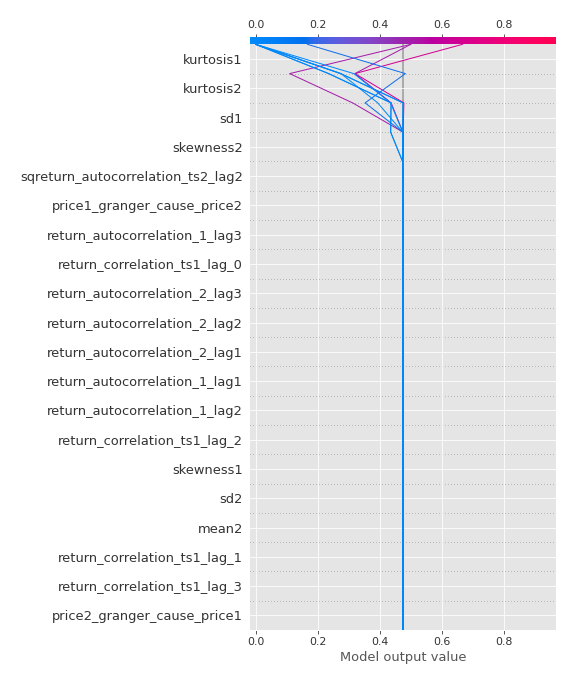 0.0 0.2 0.4 0.6 0.8
kurtosis1
kurtosis2
sd1
skewness2
sqreturn_autocorrelation_ts2_lag2
price1_granger_cause_price2
return_autocorrelation_1_lag3
return_correlation_ts1_lag_0
return_autocorrelation_2_lag3
return_autocorrelation_2_lag2
return_autocorrelation_2_lag1
return_autocorrelation_1_lag1
return_autocorrelation_1_lag2
return_correlation_ts1_lag_2
skewness1
sd2
mean2
return_correlation_ts1_lag_1
return_correlation_ts1_lag_3
price2_granger_cause_price1
0.0 0.2 0.4 0.6 0.8
Model output value